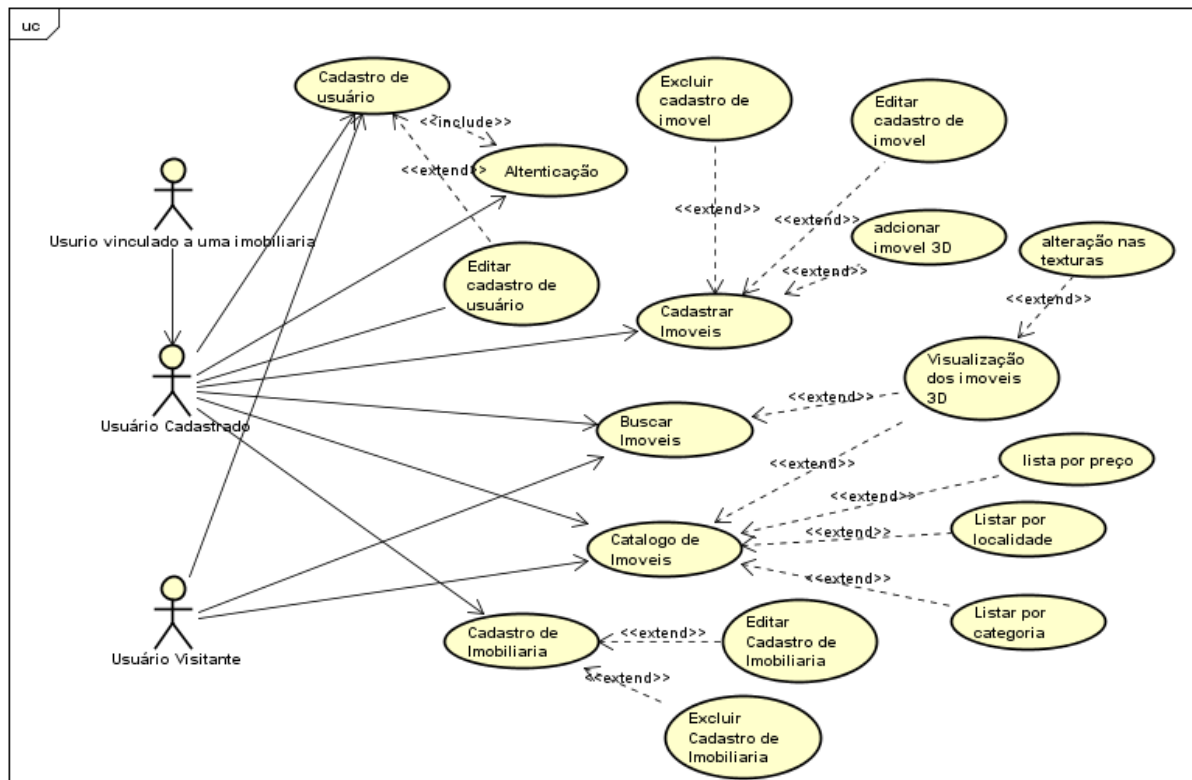 uc
Cadastro de
usuário
<<include>>
Altenticação
<<extend>>
Editar
cadastro de
usuário
Excluir
cadastro de
imovel
Editar
cadastro de
imovel
<<extend>>
<<extend>>
adcionar
imovel 3D
<<extend>>
Cadastrar
Imoveis
alteração nas
texturas
<<extend>>
Visualização
dos imoveis
3D
Usurio vinculado a uma imobiliaria
Usuário Cadastrado
Buscar
Imoveis
<<extend>>
<<extend>>
lista por preço
<<extend>>
Listar por
localidade
<<extend>>
Catalogo de
Imoveis
<<extend>>
Listar por
categoria
Usuário Visitante
Cadastro de
Imobiliaria
<<extend>>
Editar
Cadastro de
Imobiliaria
<<extend>>
Excluir
Cadastro de
Imobiliaria